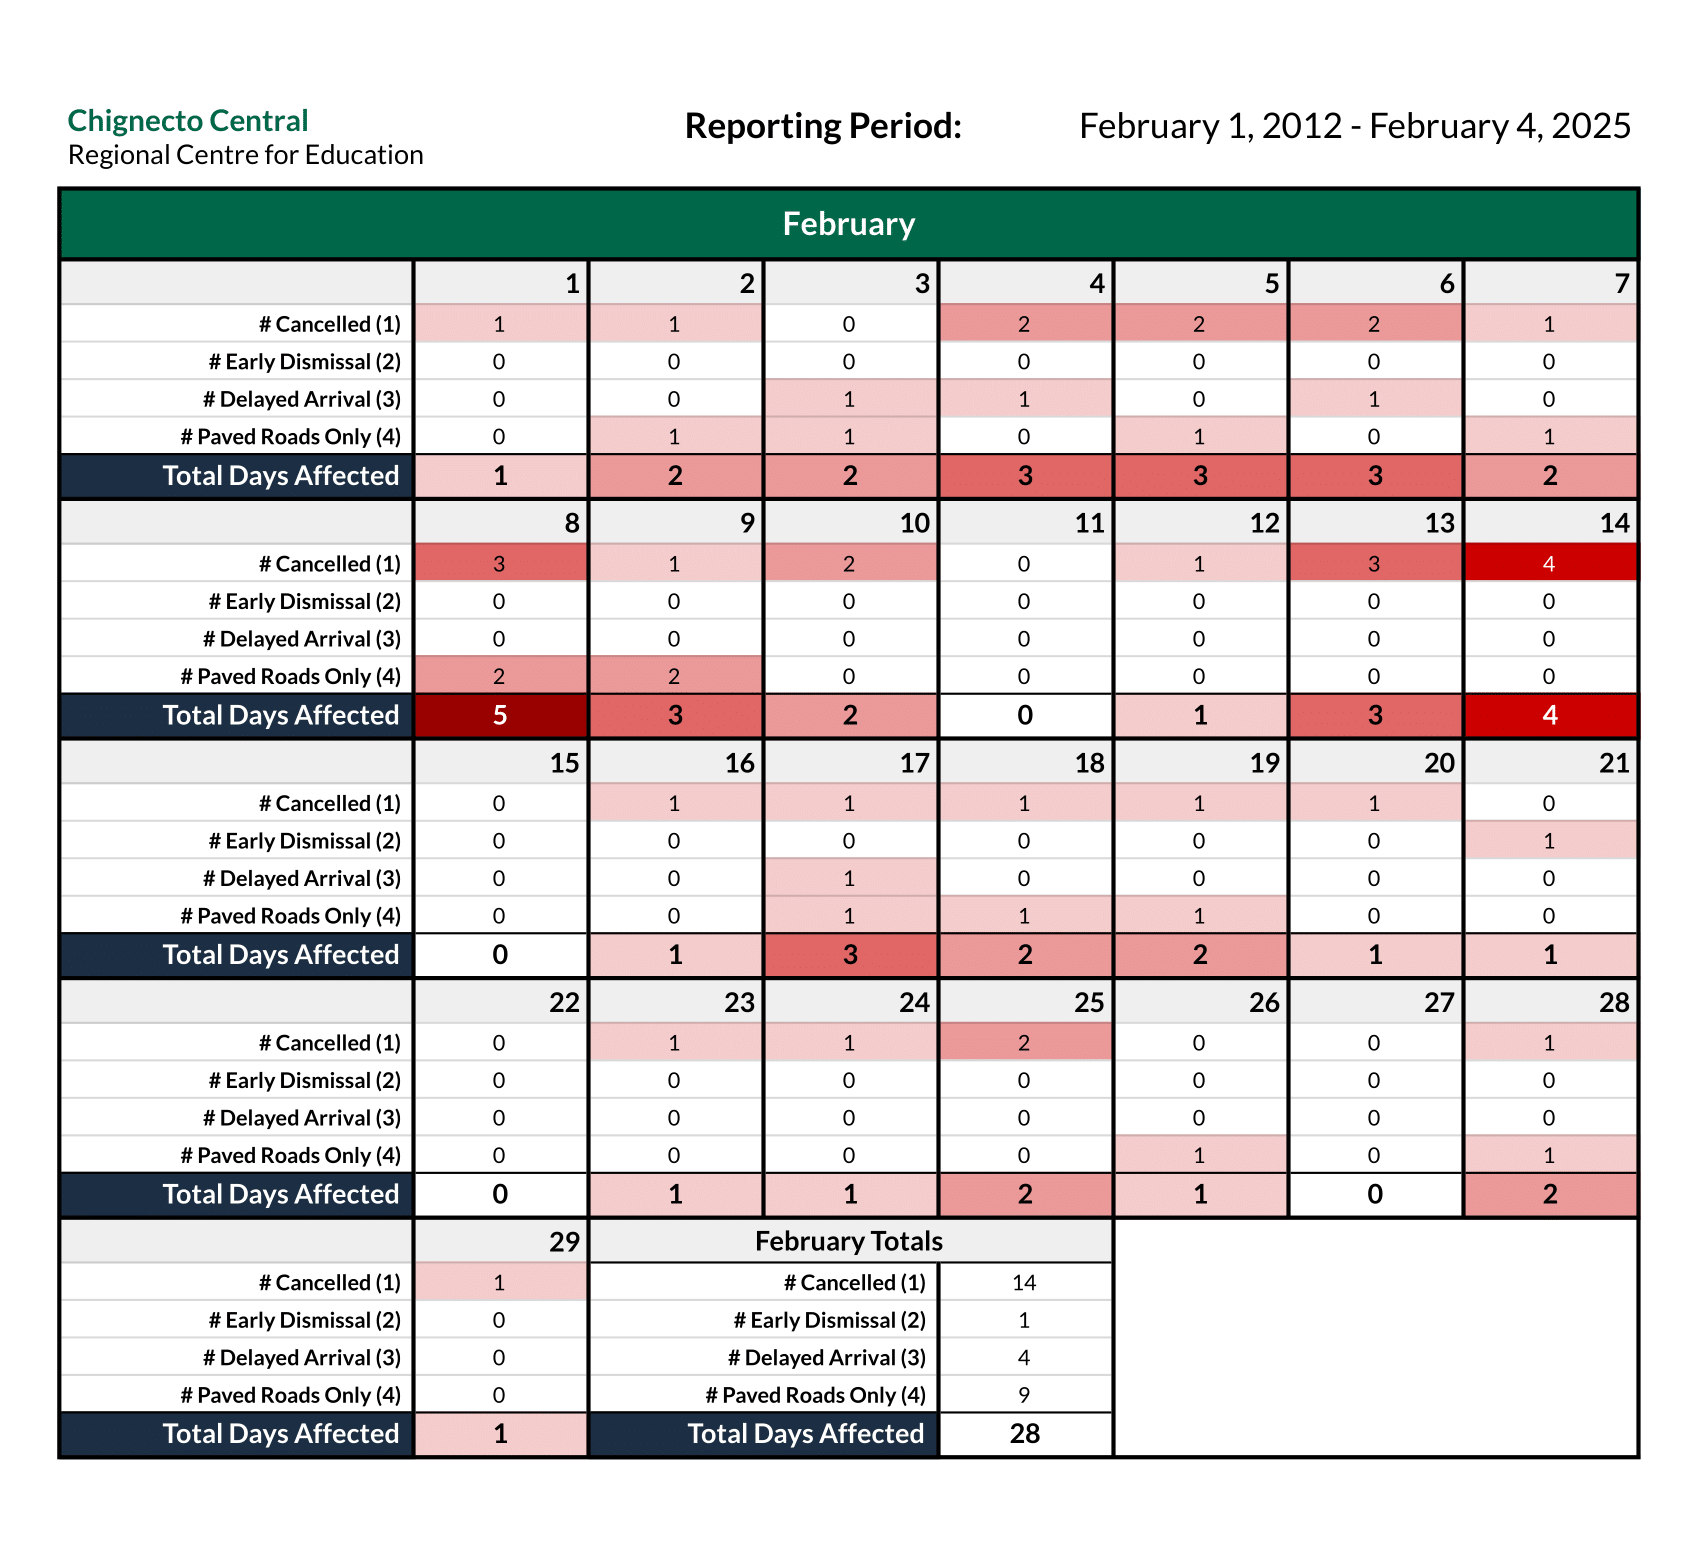 Chignecto Central
Regional Centre for Education
Reporting Period: February 1, 2012 - February 4, 2025
February
1 2 3 4 5 6 7
# Cancelled (1) 1 1 0 2 2 2 1
# Early Dismissal (2) 0 0 0 0 0 0 0
# Delayed Arrival (3) 0 0 1 1 0 1 0
# Paved Roads Only (4) 0 1 1 0 1 0 1
Total Days Affected 1 2 2 3 3 3 2
8 9 10 11 12 13 14
# Cancelled (1) 3 1 2 0 1 3 4
# Early Dismissal (2) 0 0 0 0 0 0 0
# Delayed Arrival (3) 0 0 0 0 0 0 0
# Paved Roads Only (4) 2 2 0 0 0 0 0
Total Days Affected 5 3 2 0 1 3 4
15 16 17 18 19 20 21
# Cancelled (1) 0 1 1 1 1 1 0
# Early Dismissal (2) 0 0 0 0 0 0 1
# Delayed Arrival (3) 0 0 1 0 0 0 0
# Paved Roads Only (4) 0 0 1 1 1 0 0
Total Days Affected 0 1 3 2 2 1 1
22 23 24 25 26 27 28
# Cancelled (1) 0 1 1 2 0 0 1
# Early Dismissal (2) 0 0 0 0 0 0 0
# Delayed Arrival (3) 0 0 0 0 0 0 0
# Paved Roads Only (4) 0 0 0 0 1 0 1
Total Days Affected 0 1 1 2 1 0 2
29 February Totals
# Cancelled (1) 1 # Cancelled (1) 14
# Early Dismissal (2) 0 # Early Dismissal (2) 1
# Delayed Arrival (3) 0 # Delayed Arrival (3) 4
# Paved Roads Only (4) 0 # Paved Roads Only (4) 9
Total Days Affected 1 Total Days Affected 28